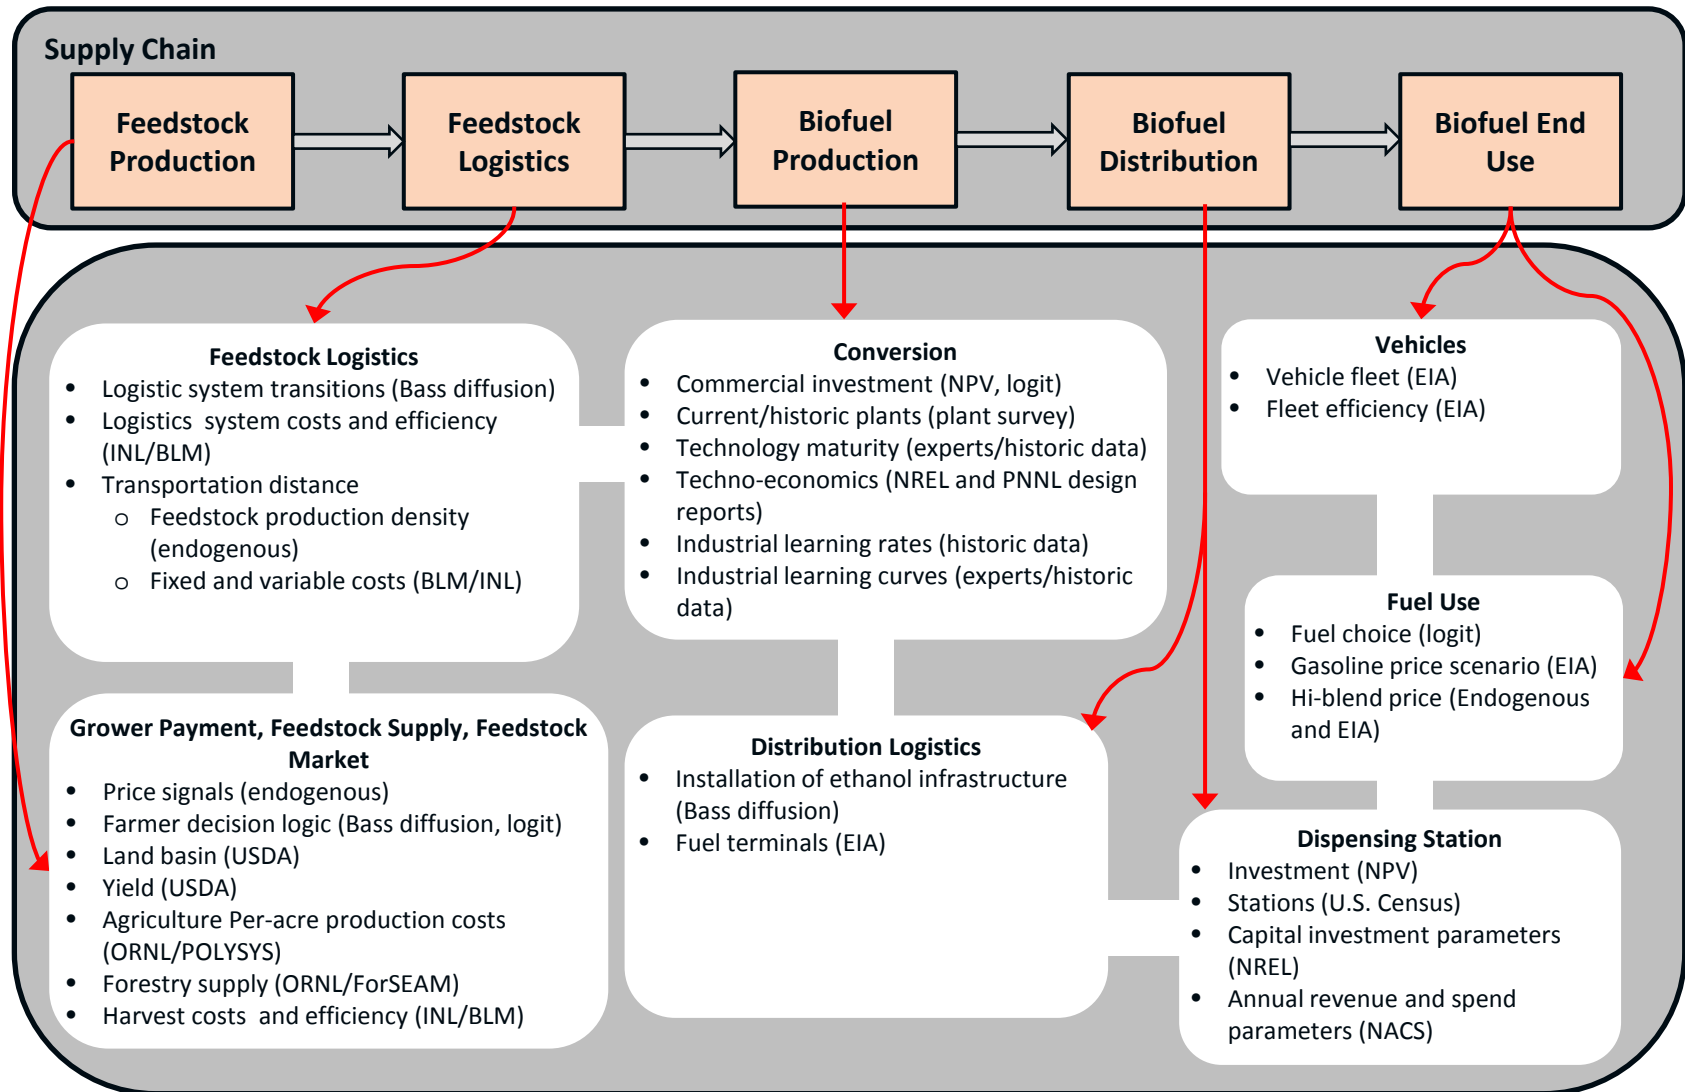 Supply Chain
Feedstock
Production
Feedstock
Logistics
Biofuel
Production
Biofuel
Distribution
Biofuel End
Use
Feedstock Logistics
• Logistic system transitions (Bass diffusion)
• Logistics  system costs and efficiency
(INL/BLM)
• Transportation distance
o Feedstock production density
(endogenous)
o Fixed and variable costs (BLM/INL)
Grower Payment, Feedstock Supply, Feedstock
Market
• Price signals (endogenous)
• Farmer decision logic (Bass diffusion, logit)
• Land basin (USDA)
• Yield (USDA)
• Agriculture Per-acre production costs
(ORNL/POLYSYS)
• Forestry supply (ORNL/ForSEAM)
• Harvest costs  and efficiency (INL/BLM)
Conversion
• Commercial investment (NPV, logit)
• Current/historic plants (plant survey)
• Technology maturity (experts/historic data)
• Techno-economics (NREL and PNNL design
reports)
• Industrial learning rates (historic data)
• Industrial learning curves (experts/historic
data)
Distribution Logistics
• Installation of ethanol infrastructure
(Bass diffusion)
• Fuel terminals (EIA)
Vehicles
• Vehicle fleet (EIA)
• Fleet efficiency (EIA)
Fuel Use
• Fuel choice (logit)
• Gasoline price scenario (EIA)
• Hi-blend price (Endogenous
and EIA)
Dispensing Station
• Investment (NPV)
• Stations (U.S. Census)
• Capital investment parameters
(NREL)
• Annual revenue and spend
parameters (NACS)